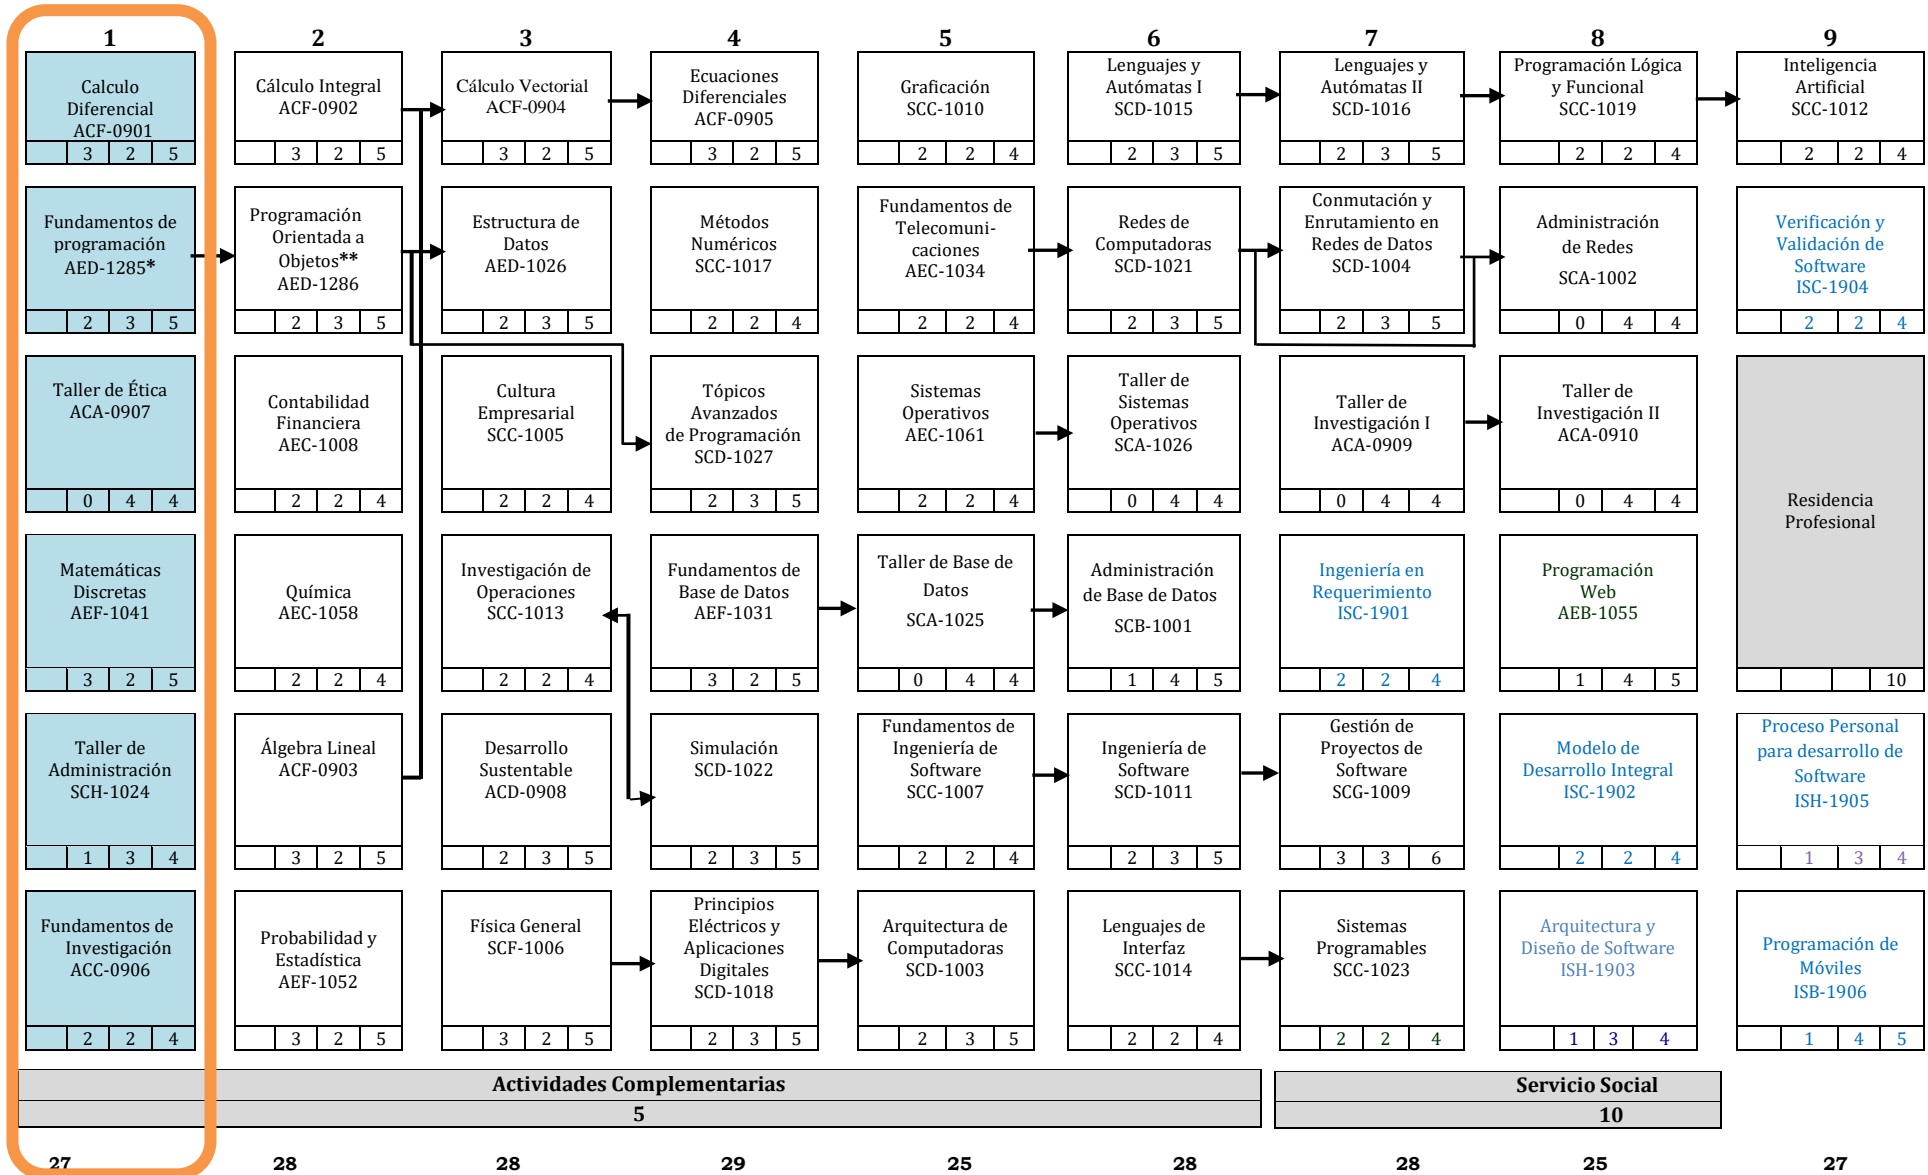 1 2 3 4 5 6 7 8 9
Calculo
Diferencial
ACF-0901
3 2 5
Cálculo Integral
ACF-0902
3 2 5
Cálculo Vectorial
ACF-0904
3 2 5
Ecuaciones
Diferenciales
ACF-0905
3 2 5
Graficación
SCC-1010
2 2 4
Lenguajes y
Autómatas I
SCD-1015
2 3 5
Lenguajes y
Autómatas II
SCD-1016
2 3 5
Programación Lógica
y Funcional
SCC-1019
2 2 4
Inteligencia
Artificial
SCC-1012
2 2 4
Fundamentos de
programación
AED-1285*
2 3 5
Programación
Orientada a
Objetos**
AED-1286
2 3 5
Estructura de
Datos
AED-1026
2 3 5
Métodos
Numéricos
SCC-1017
2 2 4
Fundamentos de
Telecomuni-
caciones
AEC-1034
2 2 4
Redes de
Computadoras
SCD-1021
2 3 5
Conmutación y
Enrutamiento en
Redes de Datos
SCD-1004
2 3 5
Administración
de Redes
SCA-1002
0 4 4
Verificación y
Validación de
Software
ISC-1904
2 2 4
Taller de Ética
ACA-0907
0 4 4
Contabilidad
Financiera
AEC-1008
2 2 4
Cultura
Empresarial
SCC-1005
2 2 4
Tópicos
Avanzados
de Programación
SCD-1027
2 3 5
Sistemas
Operativos
AEC-1061
2 2 4
Taller de
Sistemas
Operativos
SCA-1026
0 4 4
Taller de
Investigación I
ACA-0909
0 4 4
Taller de
Investigación II
ACA-0910
0 4 4
Residencia
Profesional
10
Matemáticas
Discretas
AEF-1041
3 2 5
Química
AEC-1058
2 2 4
Investigación de
Operaciones
SCC-1013
2 2 4
Fundamentos de
Base de Datos
AEF-1031
3 2 5
Taller de Base de
Datos
SCA-1025
0 4 4
Administración
de Base de Datos
SCB-1001
1 4 5
Ingeniería en
Requerimiento
ISC-1901
2 2 4
Programación
Web
AEB-1055
1 4 5
Taller de
Administración
SCH-1024
1 3 4
Álgebra Lineal
ACF-0903
3 2 5
Desarrollo
Sustentable
ACD-0908
2 3 5
Simulación
SCD-1022
2 3 5
Fundamentos de
Ingeniería de
Software
SCC-1007
2 2 4
Ingeniería de
Software
SCD-1011
2 3 5
Gestión de
Proyectos de
Software
SCG-1009
3 3 6
Modelo de
Desarrollo Integral
ISC-1902
2 2 4
Proceso Personal
para desarrollo de
Software
ISH-1905
1 3 4
Fundamentos de
Investigación
ACC-0906
2 2 4
Probabilidad y
Estadística
AEF-1052
3 2 5
Física General
SCF-1006
3 2 5
Principios
Eléctricos y
Aplicaciones
Digitales
SCD-1018
2 3 5
Arquitectura de
Computadoras
SCD-1003
2 3 5
Lenguajes de
Interfaz
SCC-1014
2 2 4
Sistemas
Programables
SCC-1023
2 2 4
Arquitectura y
Diseño de Software
ISH-1903
1 3 4
Programación de
Móviles
ISB-1906
1 4 5
Actividades Complementarias
5
Servicio Social
10
27 28 28 29 25 28 28 25 27